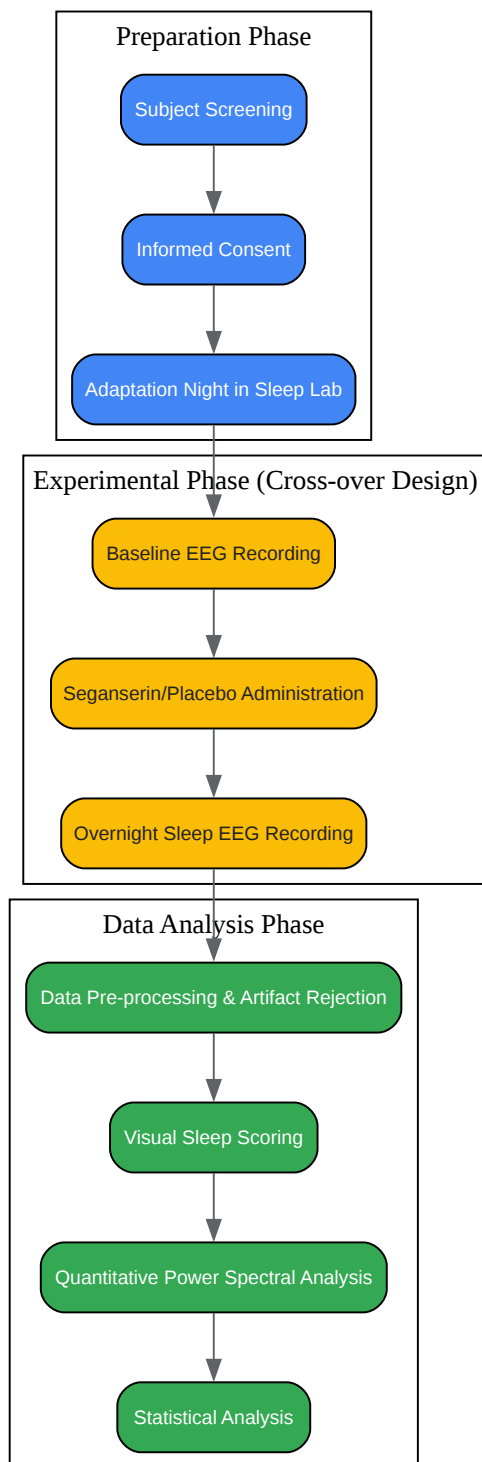 Preparation Phase
Subject Screening
Informed Consent
Adaptation Night in Sleep Lab
Experimental Phase (Cross-over Design)
Baseline EEG Recording
Seganserin/Placebo Administration
Overnight Sleep EEG Recording
Data Analysis Phase
Data Pre-processing & Artifact Rejection
Visual Sleep Scoring
Quantitative Power Spectral Analysis
Statistical Analysis